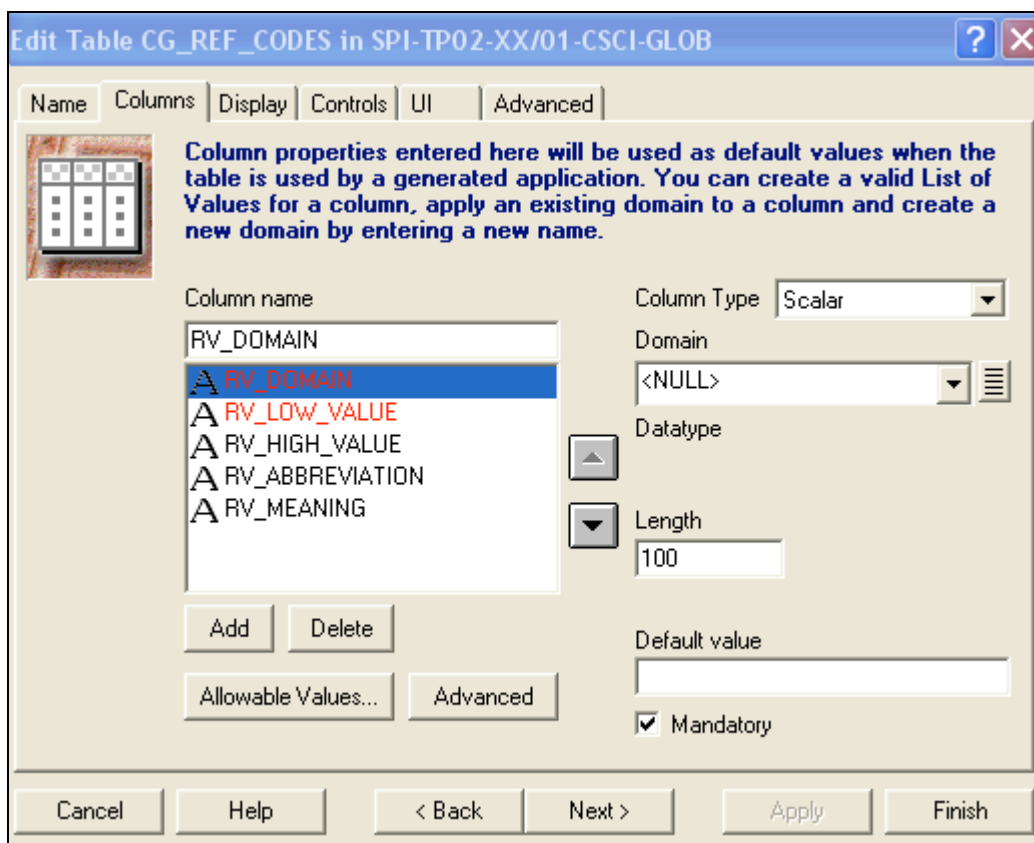 Edit Table CG_REF_CODES in SPI-TP02-XX/01-CSCI-GLOB
Name Columns Display Controls UI Advanced
Column properties entered here will be used as default values when the
table is used by a generated application. You can create a valid List of
Values for a column, apply an existing domain to a column and create a
new domain by entering a new name.
Column name
RV_DOMAIN
A RV_DOMAIN
A RV_LOW_VALUE
A RV_HIGH_VALUE
A RV_ABBREVIATION
A RV_MEANING
Add Delete
Allowable Values... Advanced
Column Type Scalar
Domain
<NULL>
Datatype
Length
100
Default value
Mandatory
Cancel Help < Back Next > Apply Finish